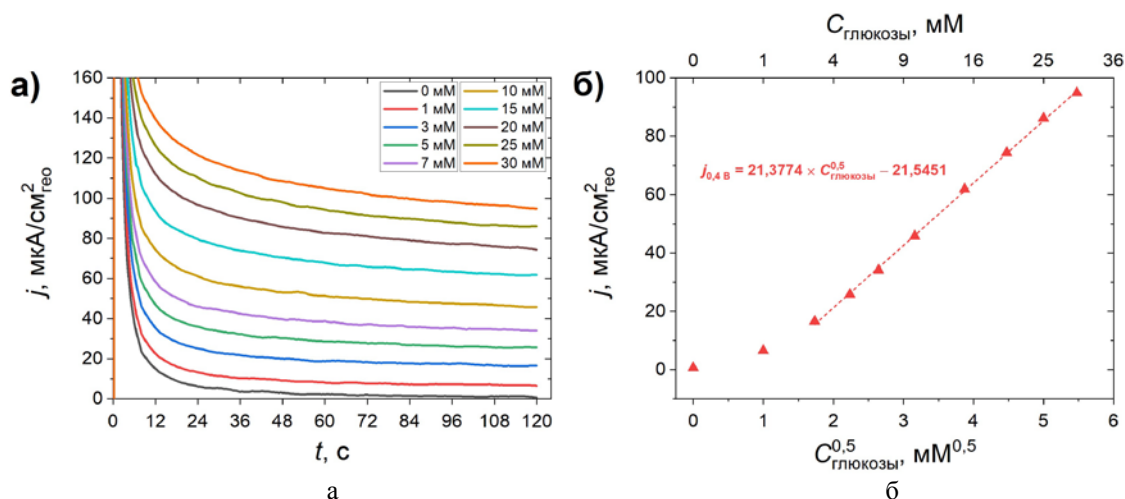 а)
160
140
120
100
80
60
40
20
0
j, мкА/см²гео
0 мМ
1 мМ
3 мМ
5 мМ
7 мМ
10 мМ
15 мМ
20 мМ
25 мМ
30 мМ
0 12 24 36 48 60 72 84 96 108 120
t, с
а
б)
Cглюкозы, мМ
0 1 4 9 16 25 36
100
80
60
40
20
0
j, мкА/см²гео
j0,4 В = 21,3774 × C0,5глюкозы – 21,5451
0 1 2 3 4 5 6
C0,5глюкозы, мМ0,5
б